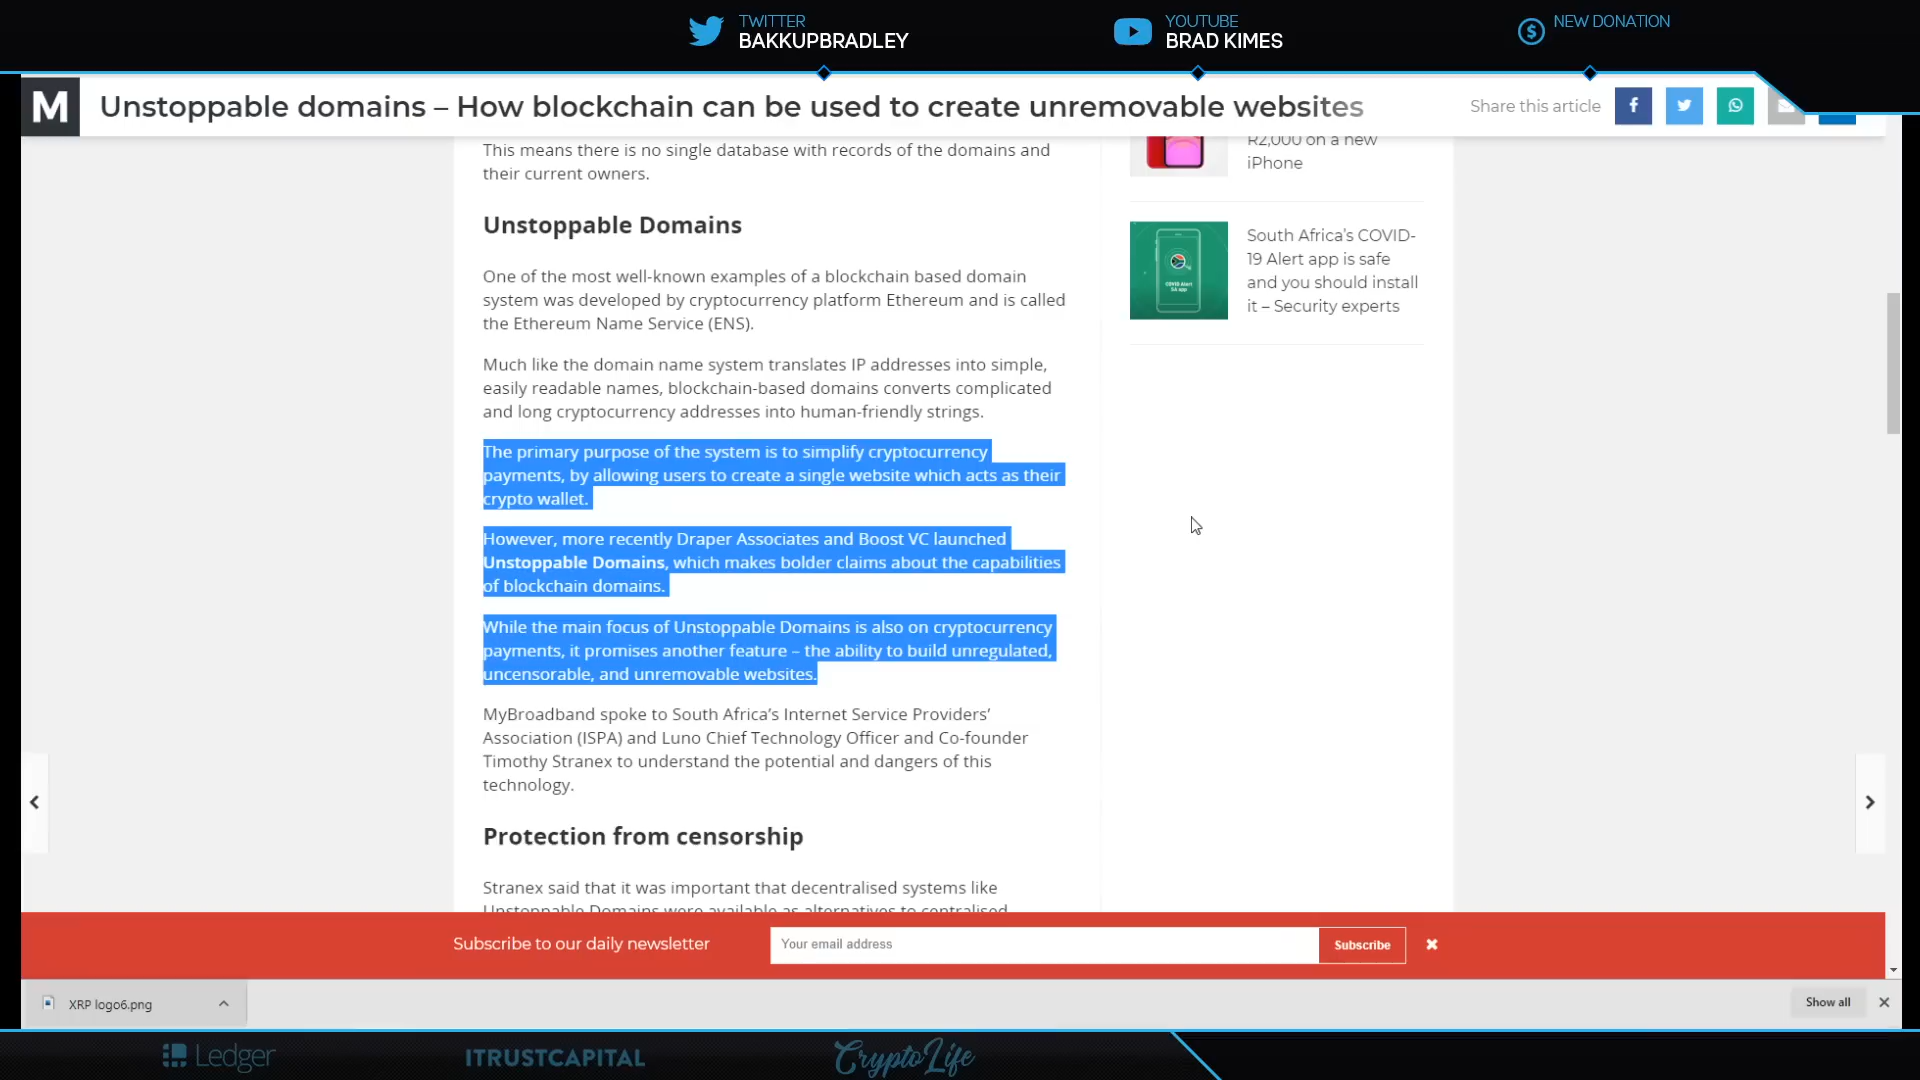 TWITTER
BAKKUPBRADLEY
YOUTUBE
BRAD KIMES
NEW DONATION
M
Unstoppable domains – How blockchain can be used to create unremovable websites
Share this article
This means there is no single database with records of the domains and
their current owners.
Unstoppable Domains
One of the most well-known examples of a blockchain based domain
system was developed by cryptocurrency platform Ethereum and is called
the Ethereum Name Service (ENS).
Much like the domain name system translates IP addresses into simple,
easily readable names, blockchain-based domains converts complicated
and long cryptocurrency addresses into human-friendly strings.
The primary purpose of the system is to simplify cryptocurrency
payments, by allowing users to create a single website which acts as their
crypto wallet.
However, more recently Draper Associates and Boost VC launched
Unstoppable Domains, which makes bolder claims about the capabilities
of blockchain domains.
While the main focus of Unstoppable Domains is also on cryptocurrency
payments, it promises another feature – the ability to build unregulated,
uncensorable, and unremovable websites.
MyBroadband spoke to South Africa's Internet Service Providers'
Association (ISPA) and Luno Chief Technology Officer and Co-founder
Timothy Stranex to understand the potential and dangers of this
technology.
Protection from censorship
Stranex said that it was important that decentralised systems like
Unstoppable Domains were available as alternatives to centralised
R2,000 on a new
iPhone
South Africa's COVID-
19 Alert app is safe
and you should install
it – Security experts
Subscribe to our daily newsletter
Your email address
Subscribe
XRP logo6.png
Show all
Ledger
ITRUSTCAPITAL
CryptoLife